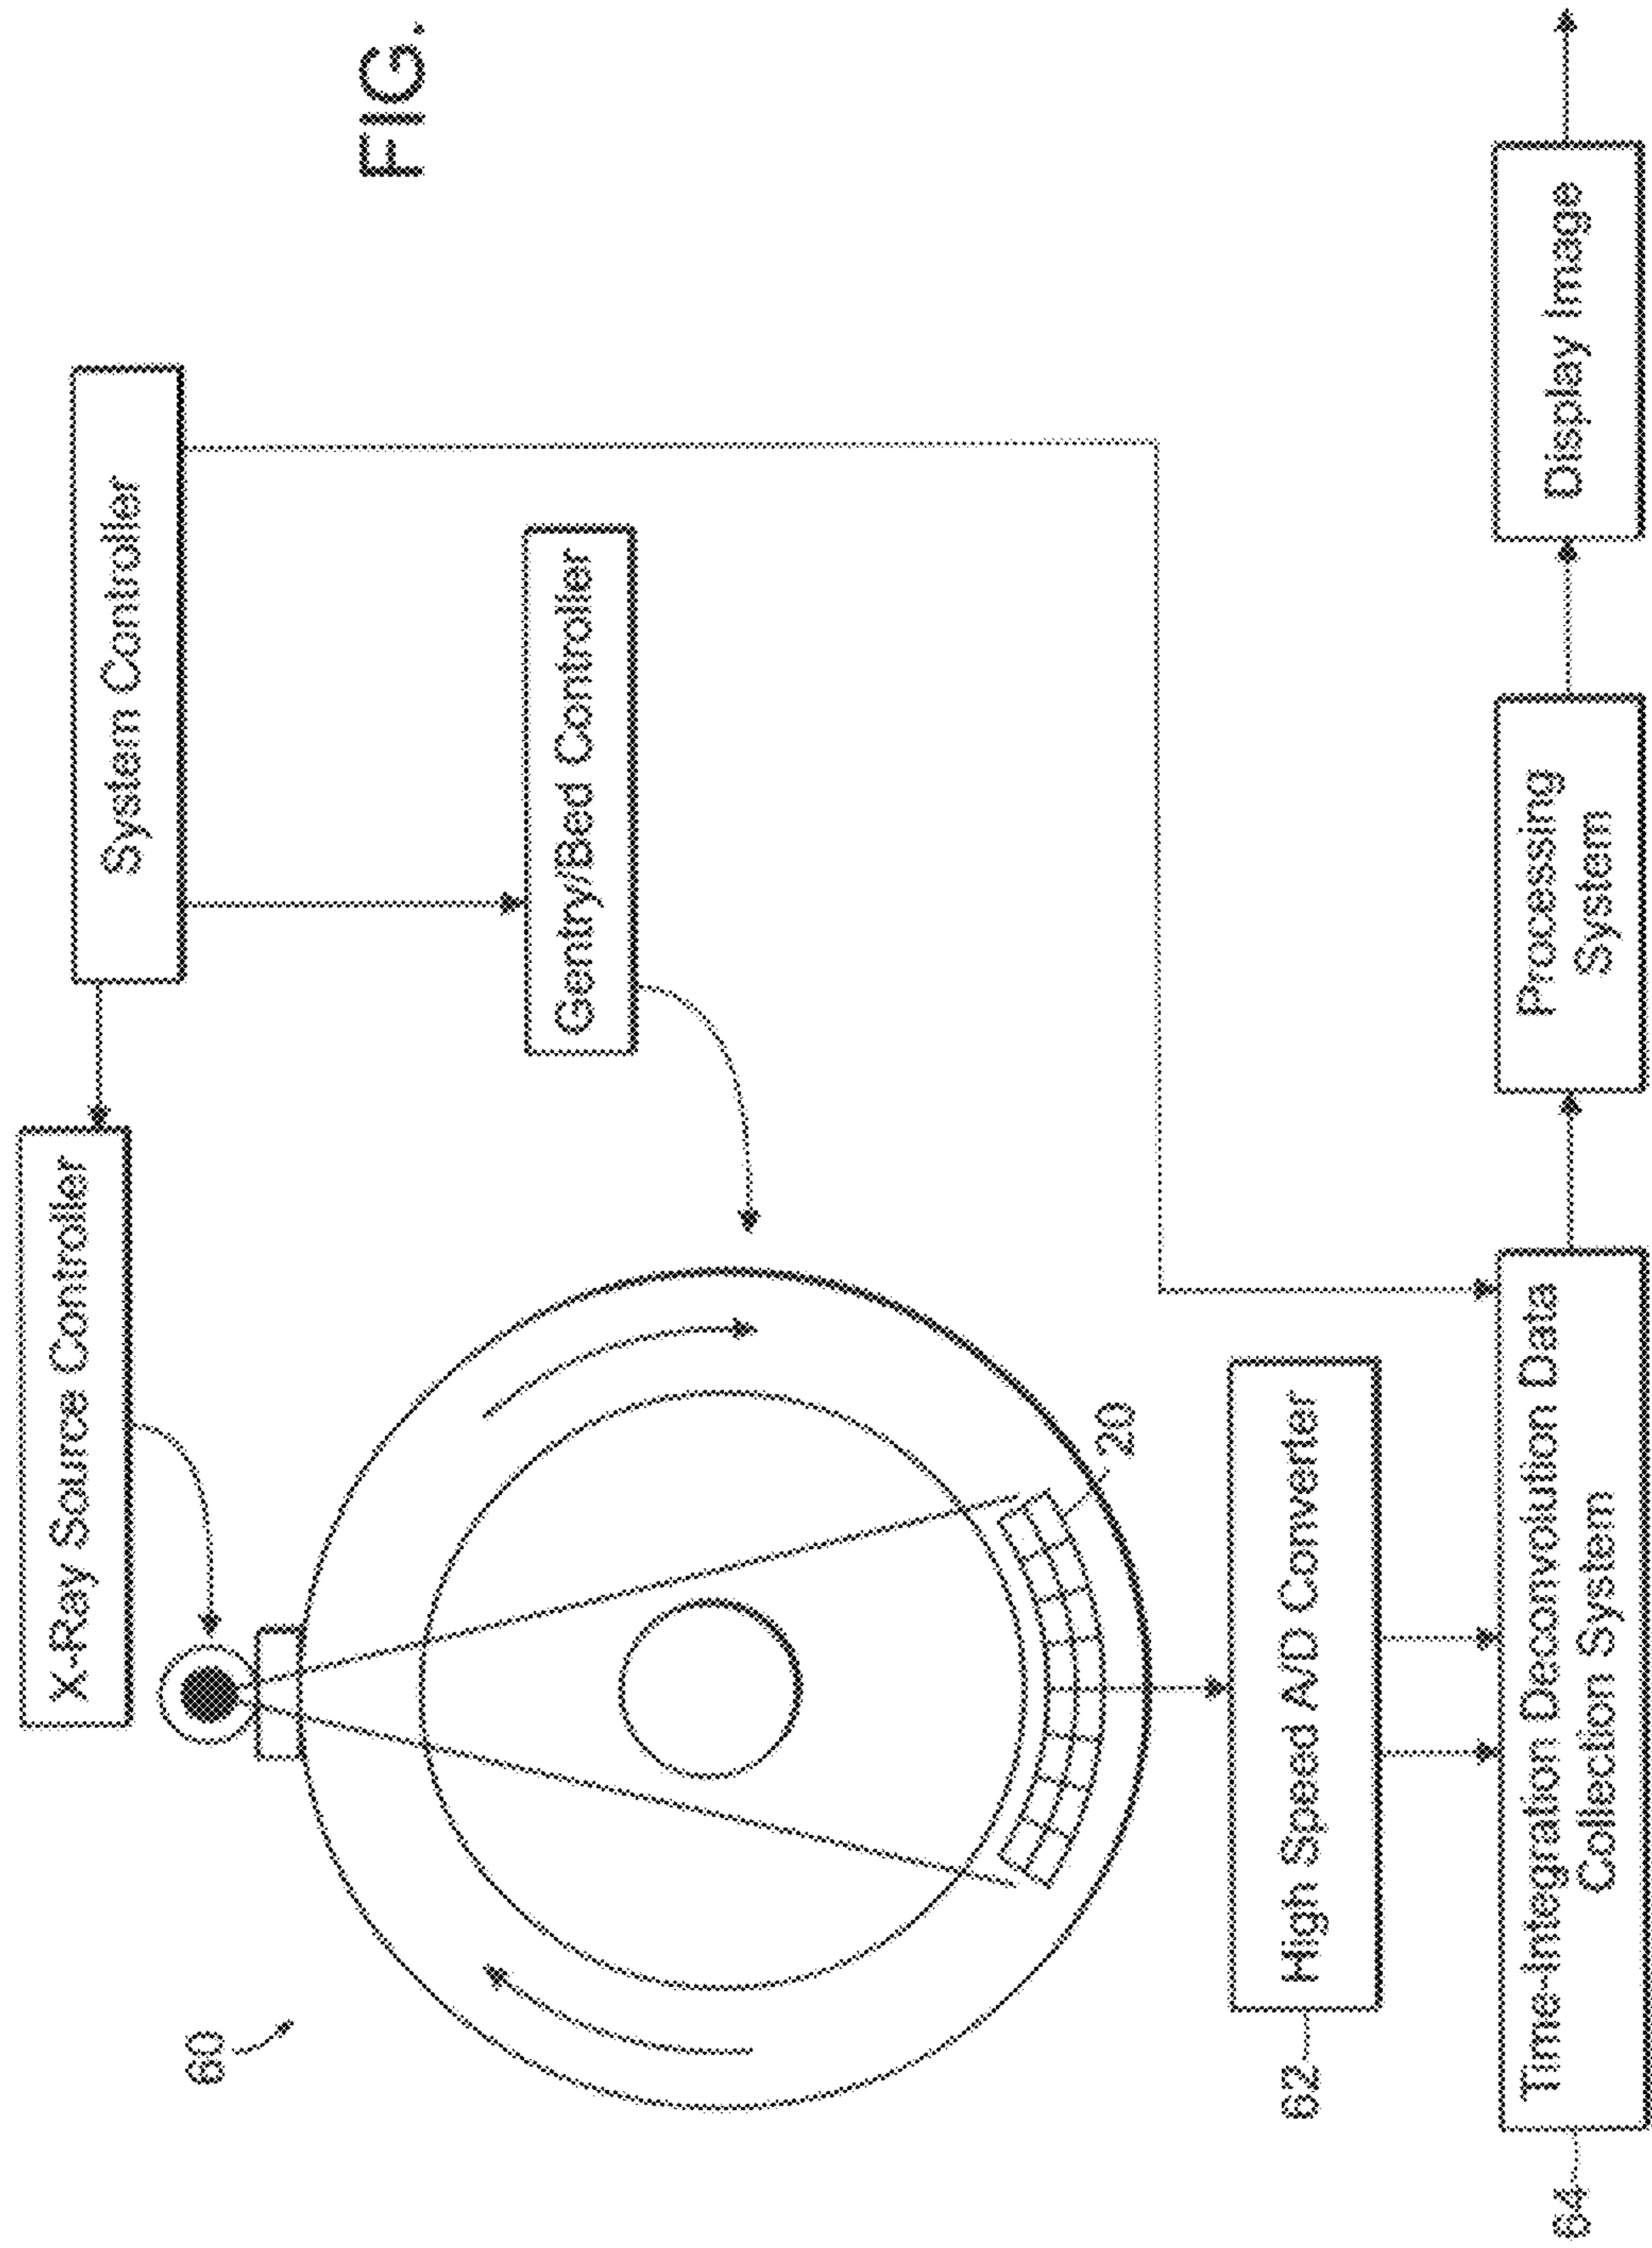 FIG.
System Controller
X-Ray Source Controller
Gentry/Bed Controller
60
20
High Speed A/D Converter
62
Time-Integration Deconvolution Data
Collection System
64
Processing
System
Display Image